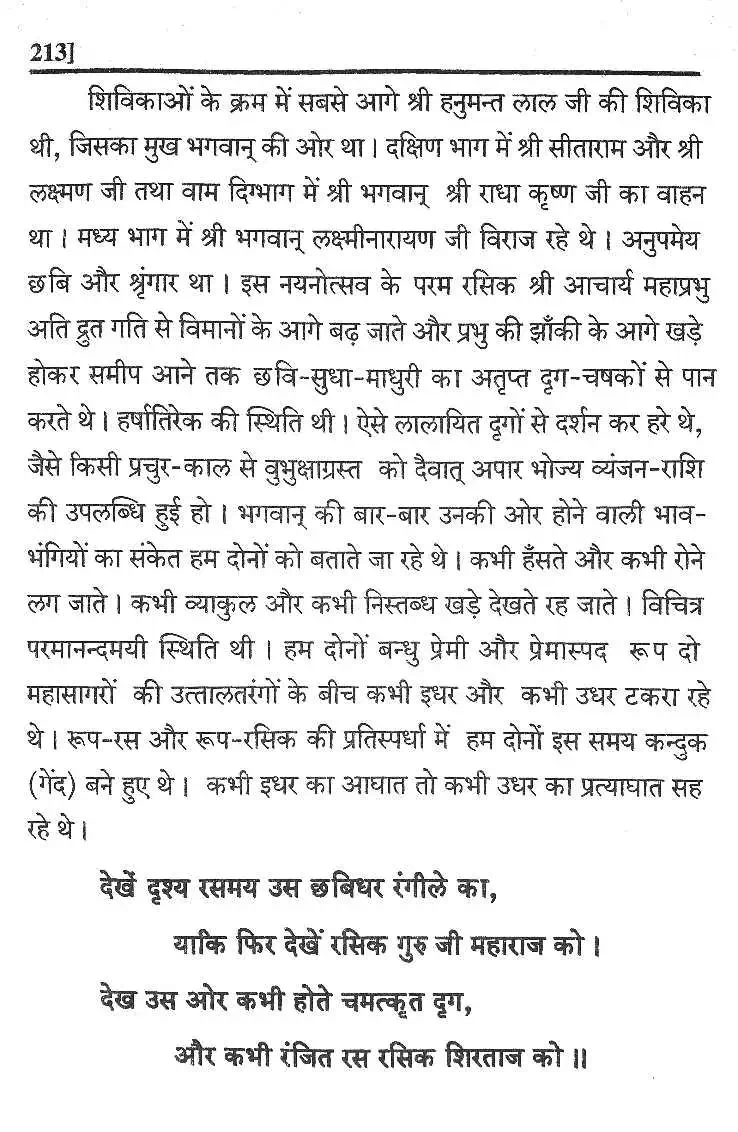 213]
शिविकाओं के क्रम में सबसे आगे श्री हनुमन्त लाल जी की शिविका
थी, जिसका मुख भगवान् की ओर था। दक्षिण भाग में श्री सीताराम और श्री
लक्ष्मण जी तथा वाम दिग्भाग में श्री भगवान् श्री राधा कृष्ण जी का वाहन
था। मध्य भाग में श्री भगवान् लक्ष्मीनारायण जी विराज रहे थे। अनुपमेय
छबि और श्रृंगार था। इस नयनोत्सव के परम रसिक श्री आचार्य महाप्रभु
अति द्रुत गति से विमानों के आगे बढ़ जाते और प्रभु की झाँकी के आगे खड़े
होकर समीप आने तक छवि-सुधा-माधुरी का अतृप्त दृग-चषकों से पान
करते थे। हर्षातिरेक की स्थिति थी। ऐसे लालायित दृगों से दर्शन कर हरे थे,
जैसे किसी प्रचुर-काल से वुभुक्षाग्रस्त को दैवात् अपार भोज्य व्यंजन-राशि
की उपलब्धि हुई हो। भगवान् की बार-बार उनकी ओर होने वाली भाव-
भंगियों का संकेत हम दोनों को बताते जा रहे थे। कभी हँसते और कभी रोने
लग जाते। कभी व्याकुल और कभी निस्तब्ध खड़े देखते रह जाते। विचित्र
परमानन्दमयी स्थिति थी। हम दोनों बन्धु प्रेमी और प्रेमास्पद रूप दो
महासागरों की उत्तालतरंगों के बीच कभी इधर और कभी उधर टकरा रहे
थे। रूप-रस और रूप-रसिक की प्रतिस्पर्धा में हम दोनों इस समय कन्दुक
(गेंद) बने हुए थे। कभी इधर का आघात तो कभी उधर का प्रत्याघात सह
रहे थे।
देखें दृश्य रसमय उस छबिधर रंगीले का,
याकि फिर देखें रसिक गुरु जी महाराज को।
देख उस ओर कभी होते चमत्कृत दृग,
और कभी रंजित रस रसिक शिरताज को॥